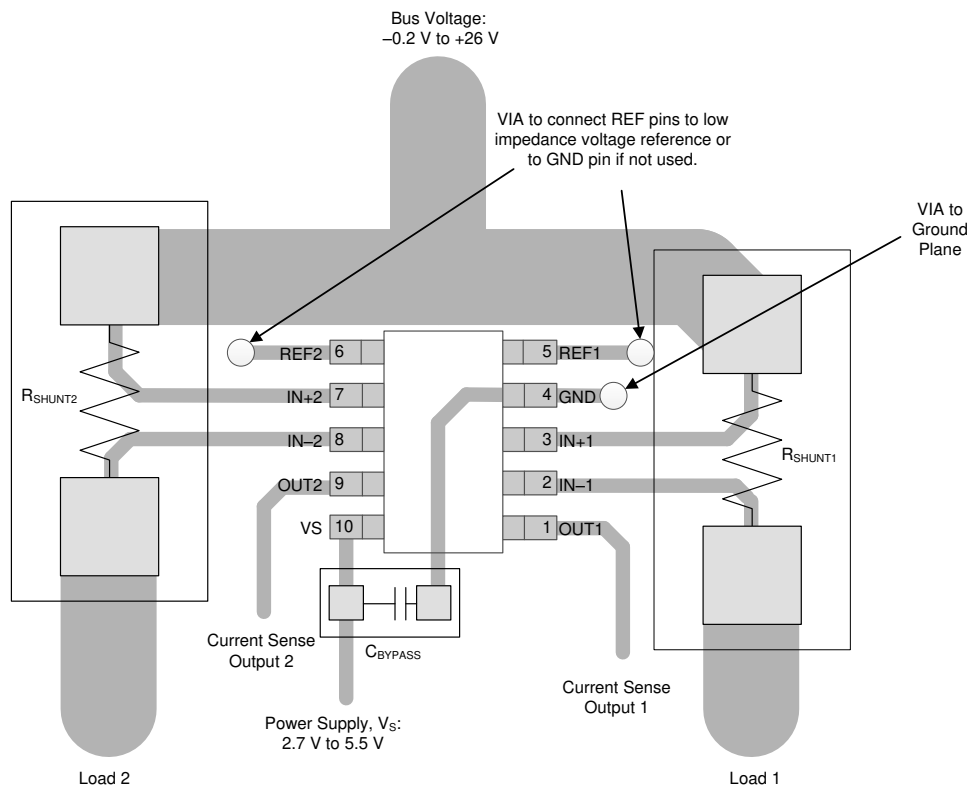 Bus Voltage:
–0.2 V to +26 V
VIA to connect REF pins to low
impedance voltage reference or
to GND pin if not used.
VIA to
Ground
Plane
REF2 6
5 REF1
IN+2 7
4 GND
RSHUNT2
IN–2 8
3 IN+1
RSHUNT1
OUT2 9
2 IN–1
VS 10
1 OUT1
CBYPASS
Current Sense
Output 2
Current Sense
Output 1
Power Supply, VS:
2.7 V to 5.5 V
Load 2
Load 1